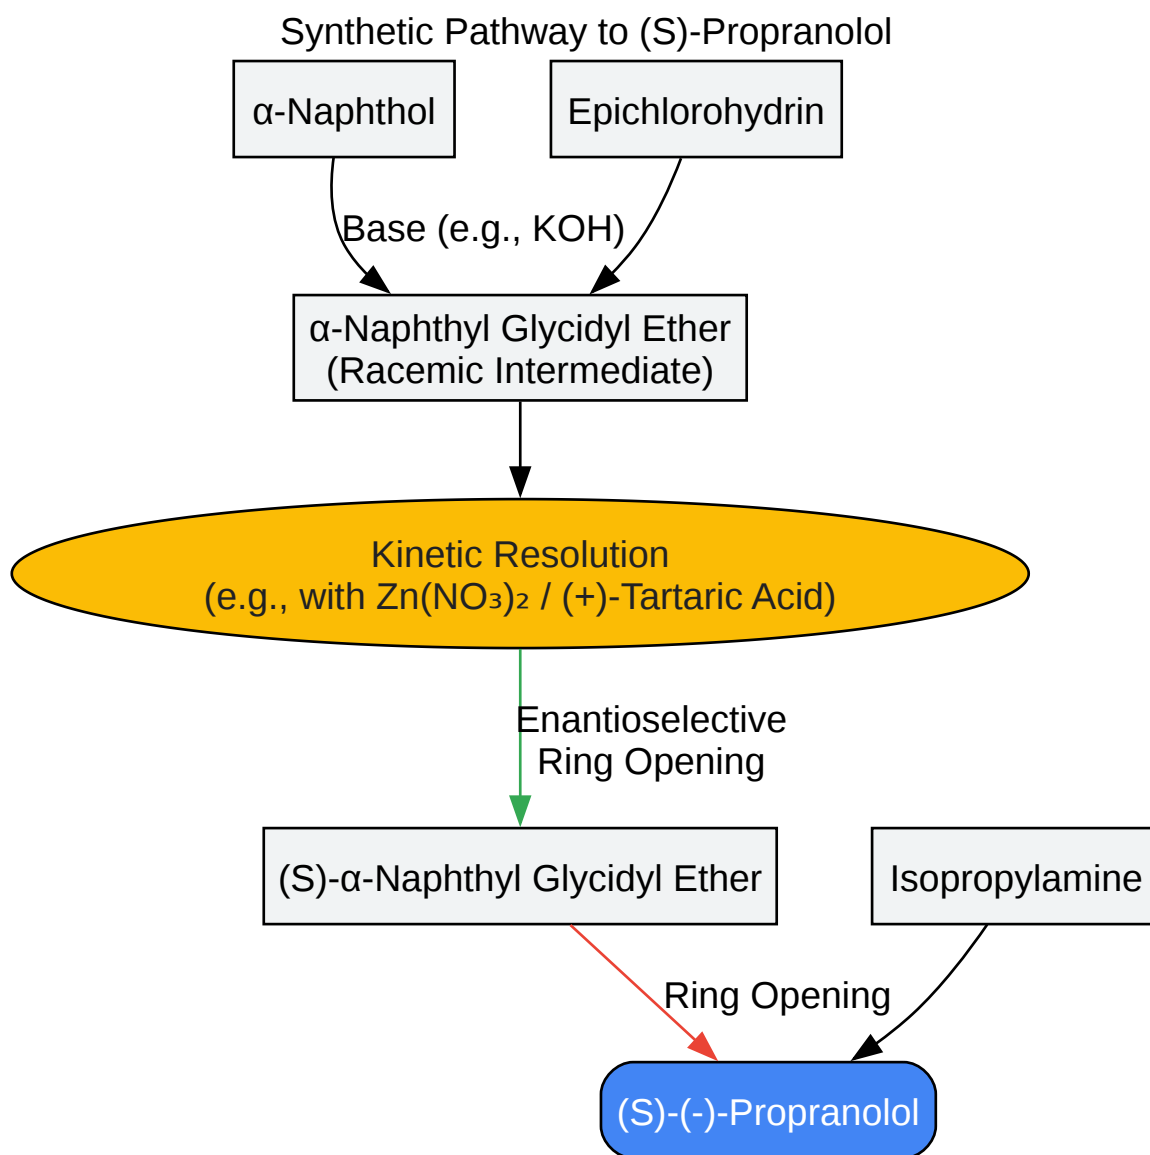 Synthetic Pathway to (S)-Propranolol
α-Naphthol
Epichlorohydrin
Base (e.g., KOH)
α-Naphthyl Glycidyl Ether
(Racemic Intermediate)
Kinetic Resolution
(e.g., with Zn(NO₃)₂ / (+)-Tartaric Acid)
Enantioselective
Ring Opening
(S)-α-Naphthyl Glycidyl Ether
Isopropylamine
Ring Opening
(S)-(-)-Propranolol